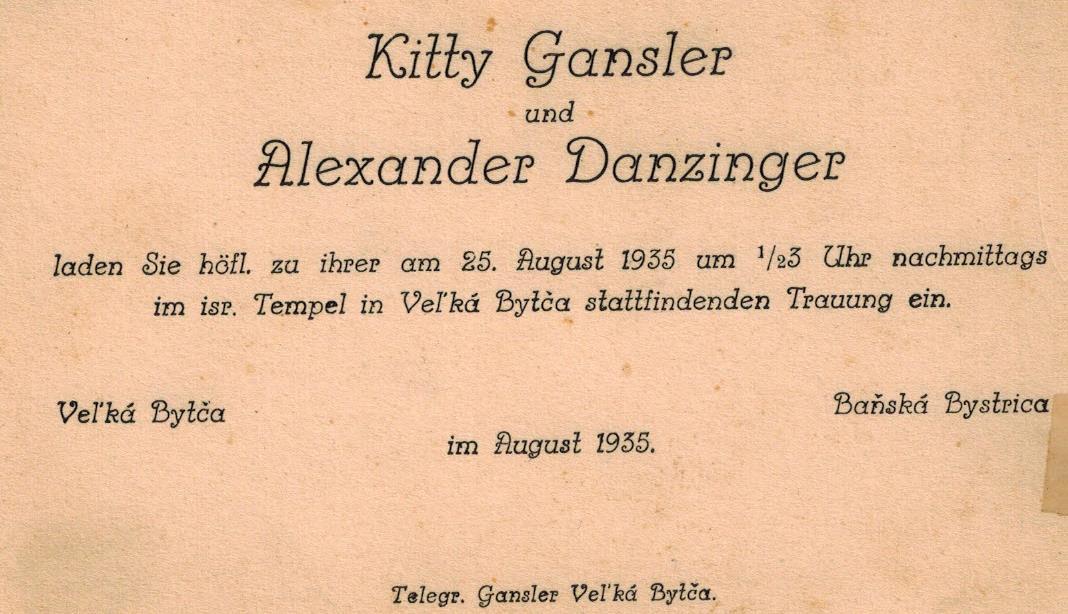 Kitty Gansler
und
Alexander Danzinger
laden Sie höfl. zu ihrer am 25. August 1935 um 1/23 Uhr nachmittags
im isr. Tempel in Veľká Bytča stattfindenden Trauung ein.
Veľká Bytča
Baňská Bystrica
im August 1935.
Telegr. Gansler Veľká Bytča.